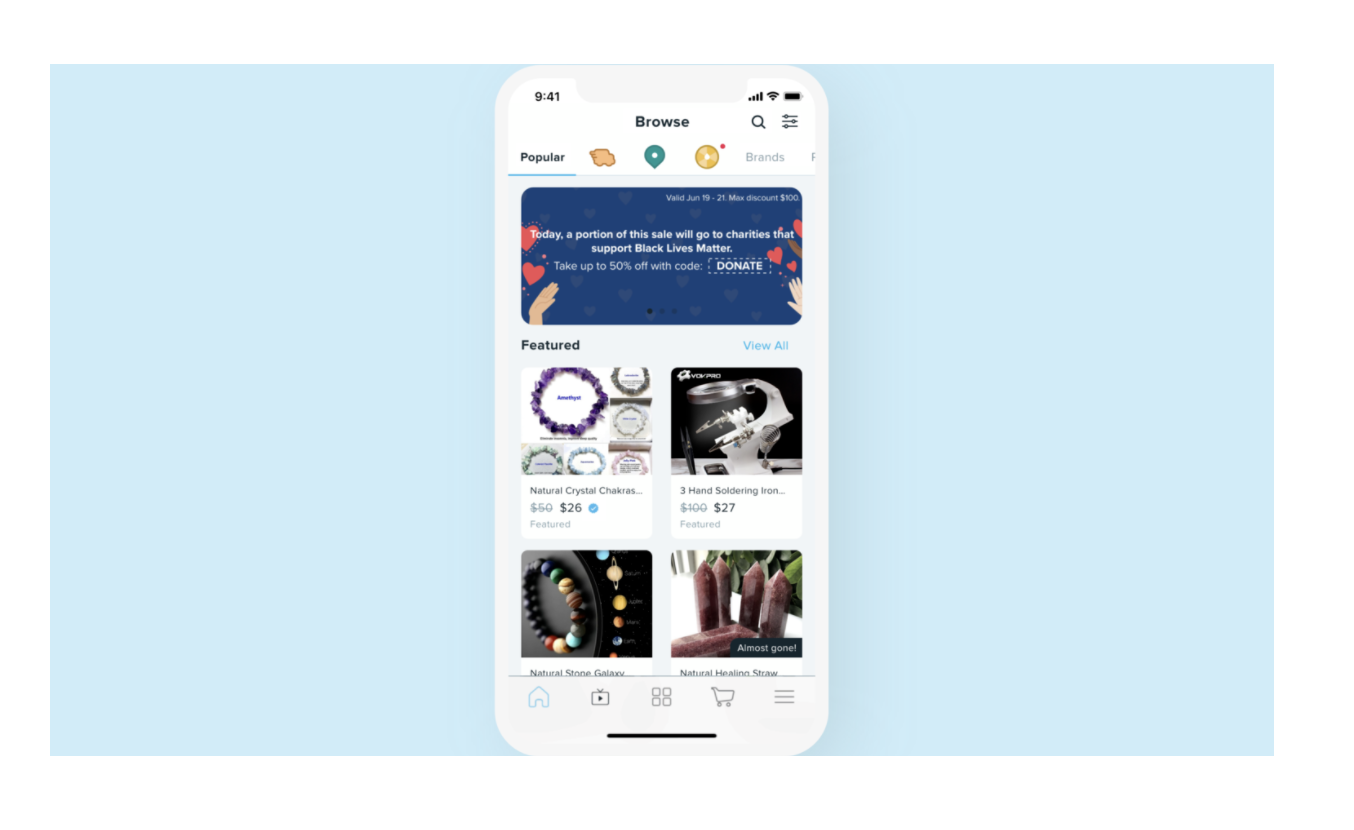 9:41
Browse
Popular
Brands
Valid Jun 19 - 21. Max discount $100.
Today, a portion of this sale will go to charities that
support Black Lives Matter.
Take up to 50% off with code: DONATE
Featured
View All
Amethyst
VOVPRO
Natural Crystal Chakras...
$50 $26
Featured
3 Hand Soldering Iron...
$100 $27
Featured
Almost gone!
Natural Stone Galaxy
Natural Healing Straw